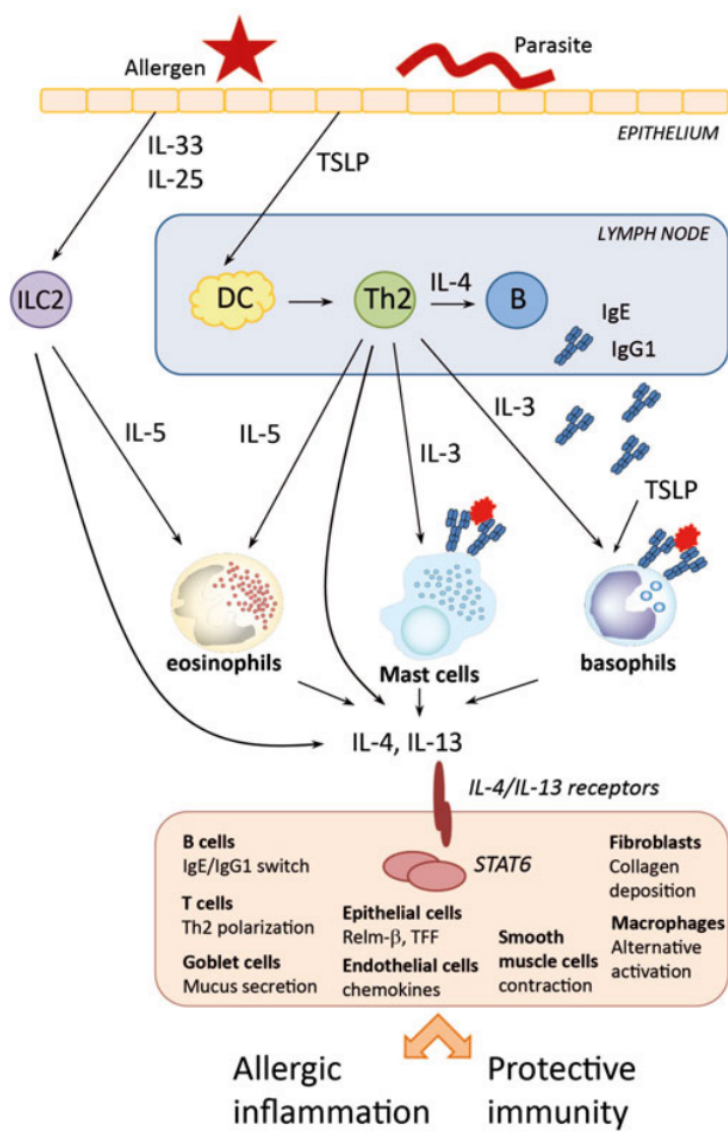 Allergen
Parasite
EPITHELIUM
IL-33
IL-25
TSLP
LYMPH NODE
ILC2
DC
Th2
IL-4
B
IgE
IgG1
IL-5
IL-5
IL-3
IL-3
TSLP
eosinophils
Mast cells
basophils
IL-4, IL-13
IL-4/IL-13 receptors
STAT6
B cells
IgE/IgG1 switch
T cells
Th2 polarization
Goblet cells
Mucus secretion
Epithelial cells
Relm-β, TFF
Endothelial cells
chemokines
Smooth
muscle cells
contraction
Fibroblasts
Collagen
deposition
Macrophages
Alternative
activation
Allergic
inflammation
Protective
immunity